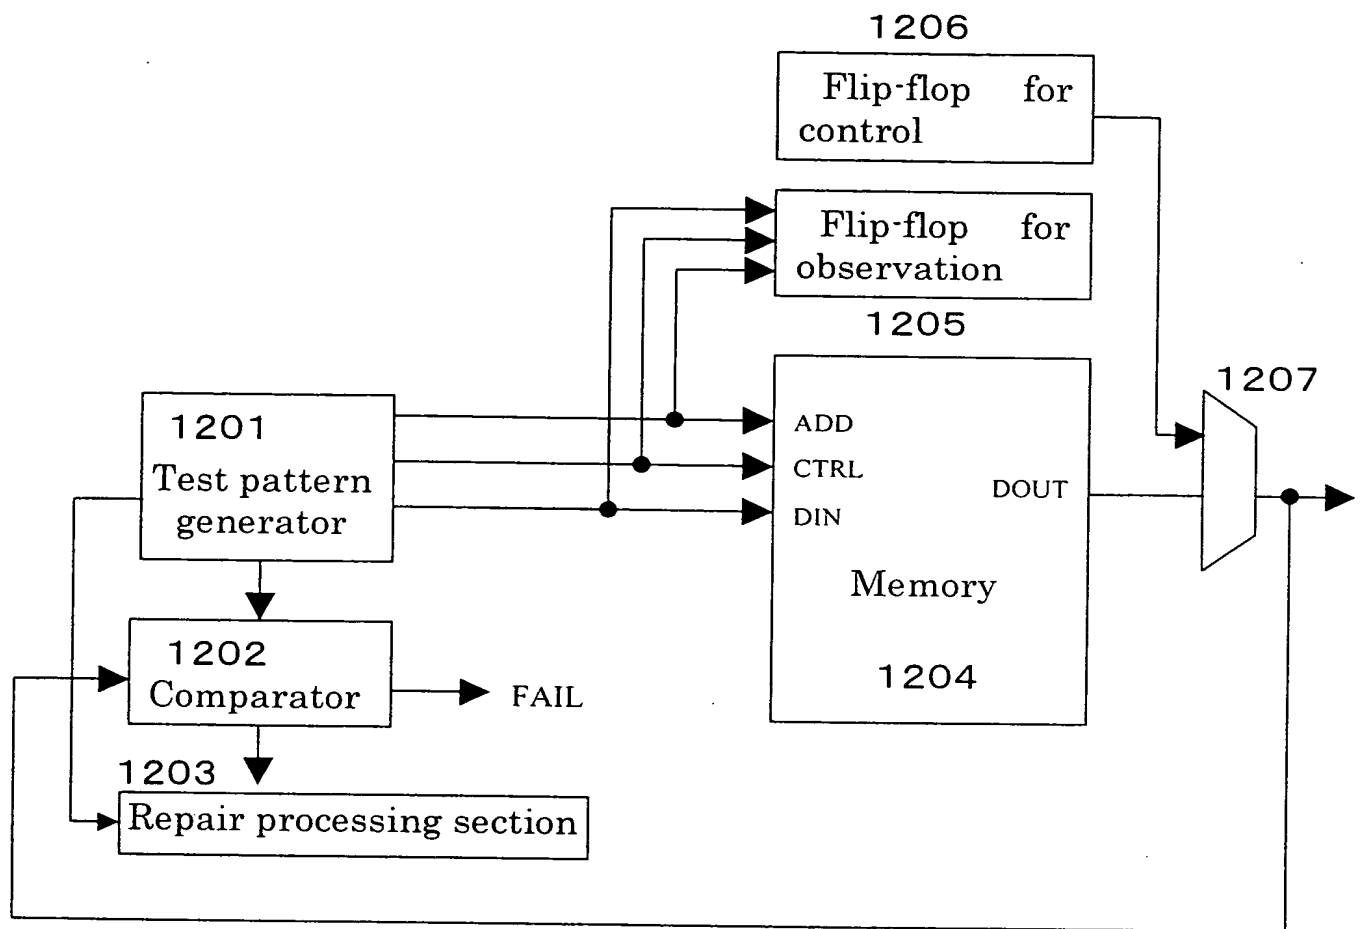 1206
Flip-flop for
control
Flip-flop for
observation
1205
1207
1201
Test pattern
generator
ADD
CTRL
DIN
DOUT
Memory
1204
1202
Comparator
FAIL
1203
Repair processing section